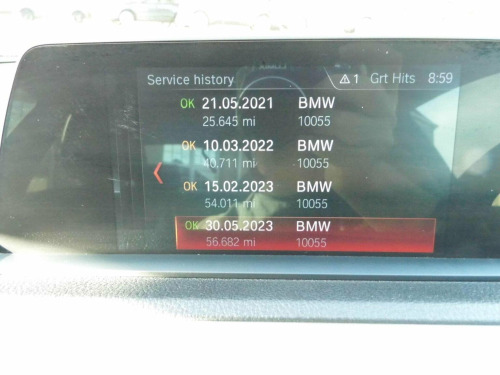 Service history
1 Grt Hits 8:59
OK 21.05.2021 BMW
25.645 mi 10055
OK 10.03.2022 BMW
40.711 mi 10055
OK 15.02.2023 BMW
54.011 mi 10055
OK 30.05.2023 BMW
56.682 mi 10055